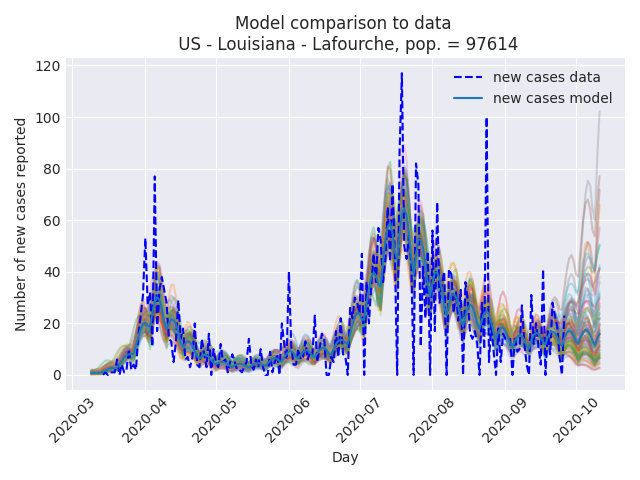 Model comparison to data
US - Louisiana - Lafourche, pop. = 97614
new cases data
new cases model
Number of new cases reported
120
100
80
60
40
20
0
2020-03
2020-04
2020-05
2020-06
2020-07
2020-08
2020-09
2020-10
Day